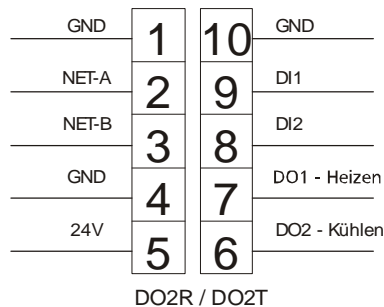 GND 1 10 GND
NET-A 2 9 DI1
NET-B 3 8 DI2
GND 4 7 DO1 - Heizen
24V 5 6 DO2 - Kühlen
DO2R / DO2T